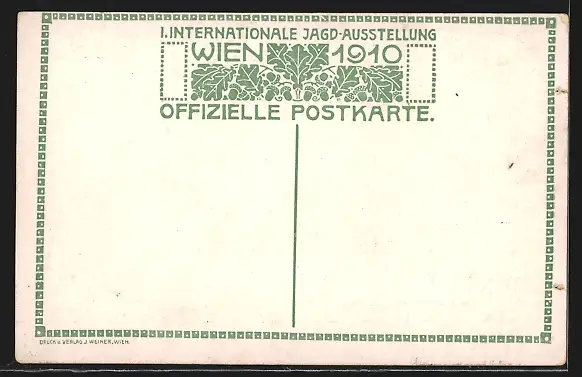 I. INTERNATIONALE JAGD-AUSSTELLUNG
WIEN 1910
OFFIZIELLE POSTKARTE.
DRUCK U. VERLAG J. WEINER, WIEN.